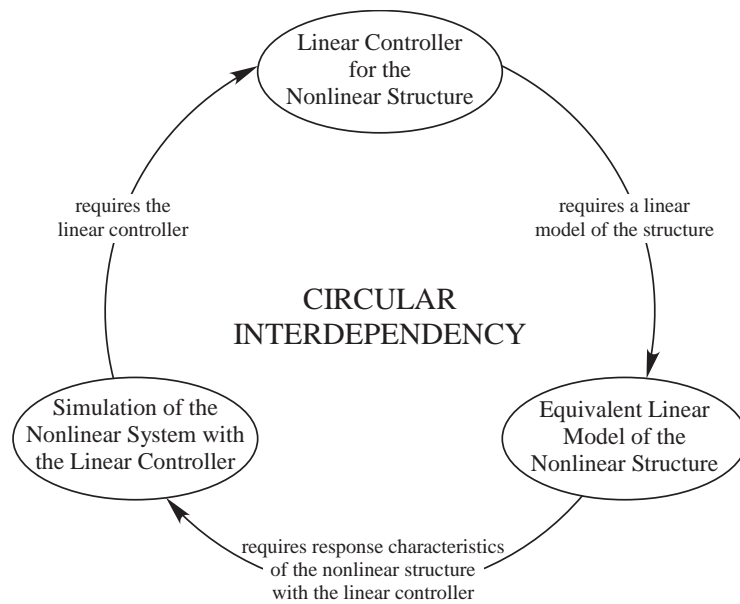 Linear Controller
for the
Nonlinear Structure
requires the
linear controller
requires a linear
model of the structure
CIRCULAR
INTERDEPENDENCY
Simulation of the
Nonlinear System with
the Linear Controller
Equivalent Linear
Model of the
Nonlinear Structure
requires response characteristics
of the nonlinear structure
with the linear controller